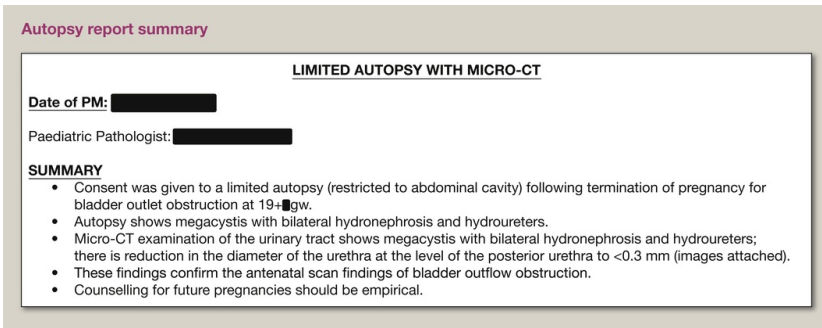 Autopsy report summary
LIMITED AUTOPSY WITH MICRO-CT
Date of PM:
Paediatric Pathologist:
SUMMARY
• Consent was given to a limited autopsy (restricted to abdominal cavity) following termination of pregnancy for
bladder outlet obstruction at 19+ gw.
• Autopsy shows megacystis with bilateral hydronephrosis and hydroureters.
• Micro-CT examination of the urinary tract shows megacystis with bilateral hydronephrosis and hydroureters;
there is reduction in the diameter of the urethra at the level of the posterior urethra to <0.3 mm (images attached).
• These findings confirm the antenatal scan findings of bladder outflow obstruction.
• Counselling for future pregnancies should be empirical.